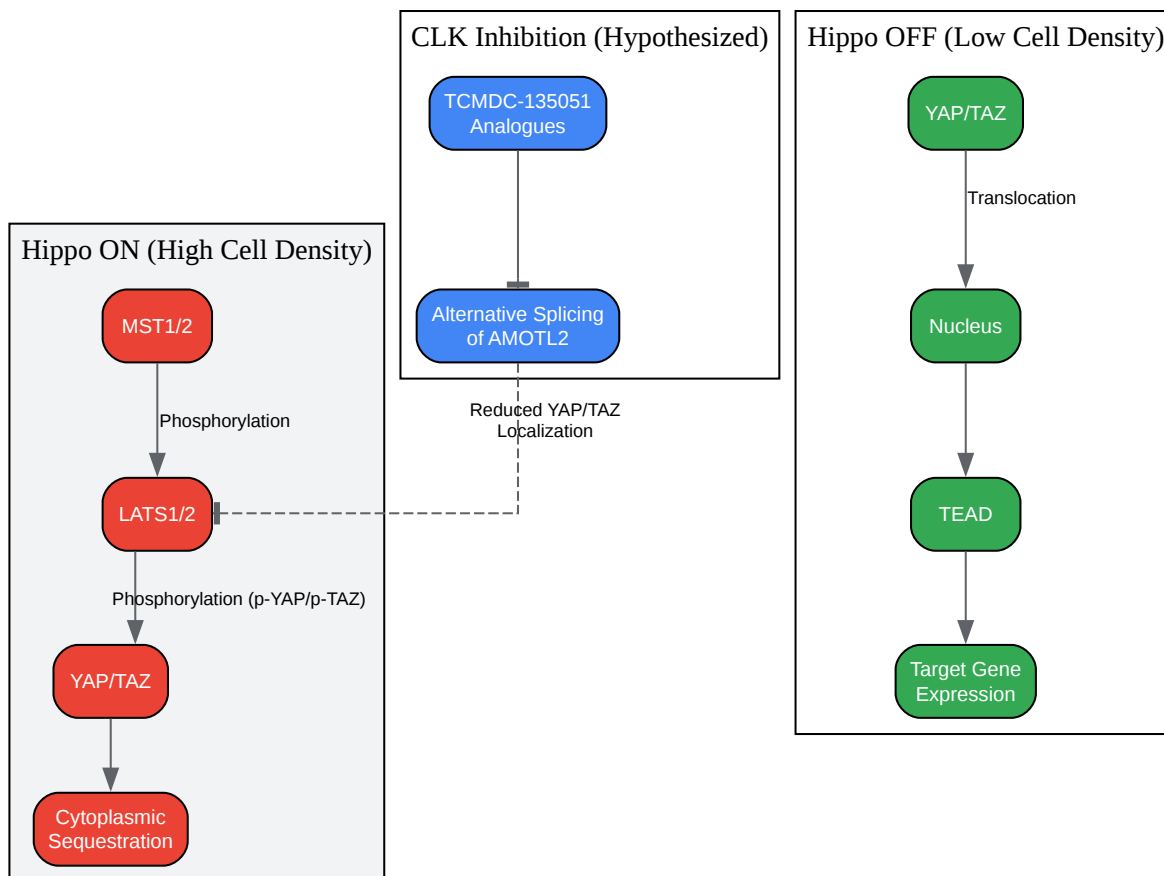 CLK Inhibition (Hypothesized)
TCMDC-135051
Analogues
Alternative Splicing
of AMOTL2
Reduced YAP/TAZ
Localization
Hippo ON (High Cell Density)
MST1/2
Phosphorylation
LATS1/2
Phosphorylation (p-YAP/p-TAZ)
YAP/TAZ
Cytoplasmic
Sequestration
Hippo OFF (Low Cell Density)
YAP/TAZ
Translocation
Nucleus
TEAD
Target Gene
Expression